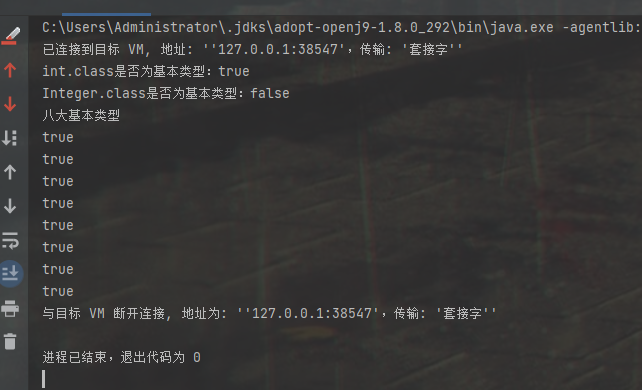 C:\Users\Administrator\.jdks\adopt-openj9-1.8.0_292\bin\java.exe -agentlib:
已连接到目标 VM, 地址: ''127.0.0.1:38547'，传输: '套接字''
int.class是否为基本类型：true
Integer.class是否为基本类型：false
八大基本类型
true
true
true
true
true
true
true
true
与目标 VM 断开连接, 地址为: ''127.0.0.1:38547'，传输: '套接字''
进程已结束，退出代码为 0